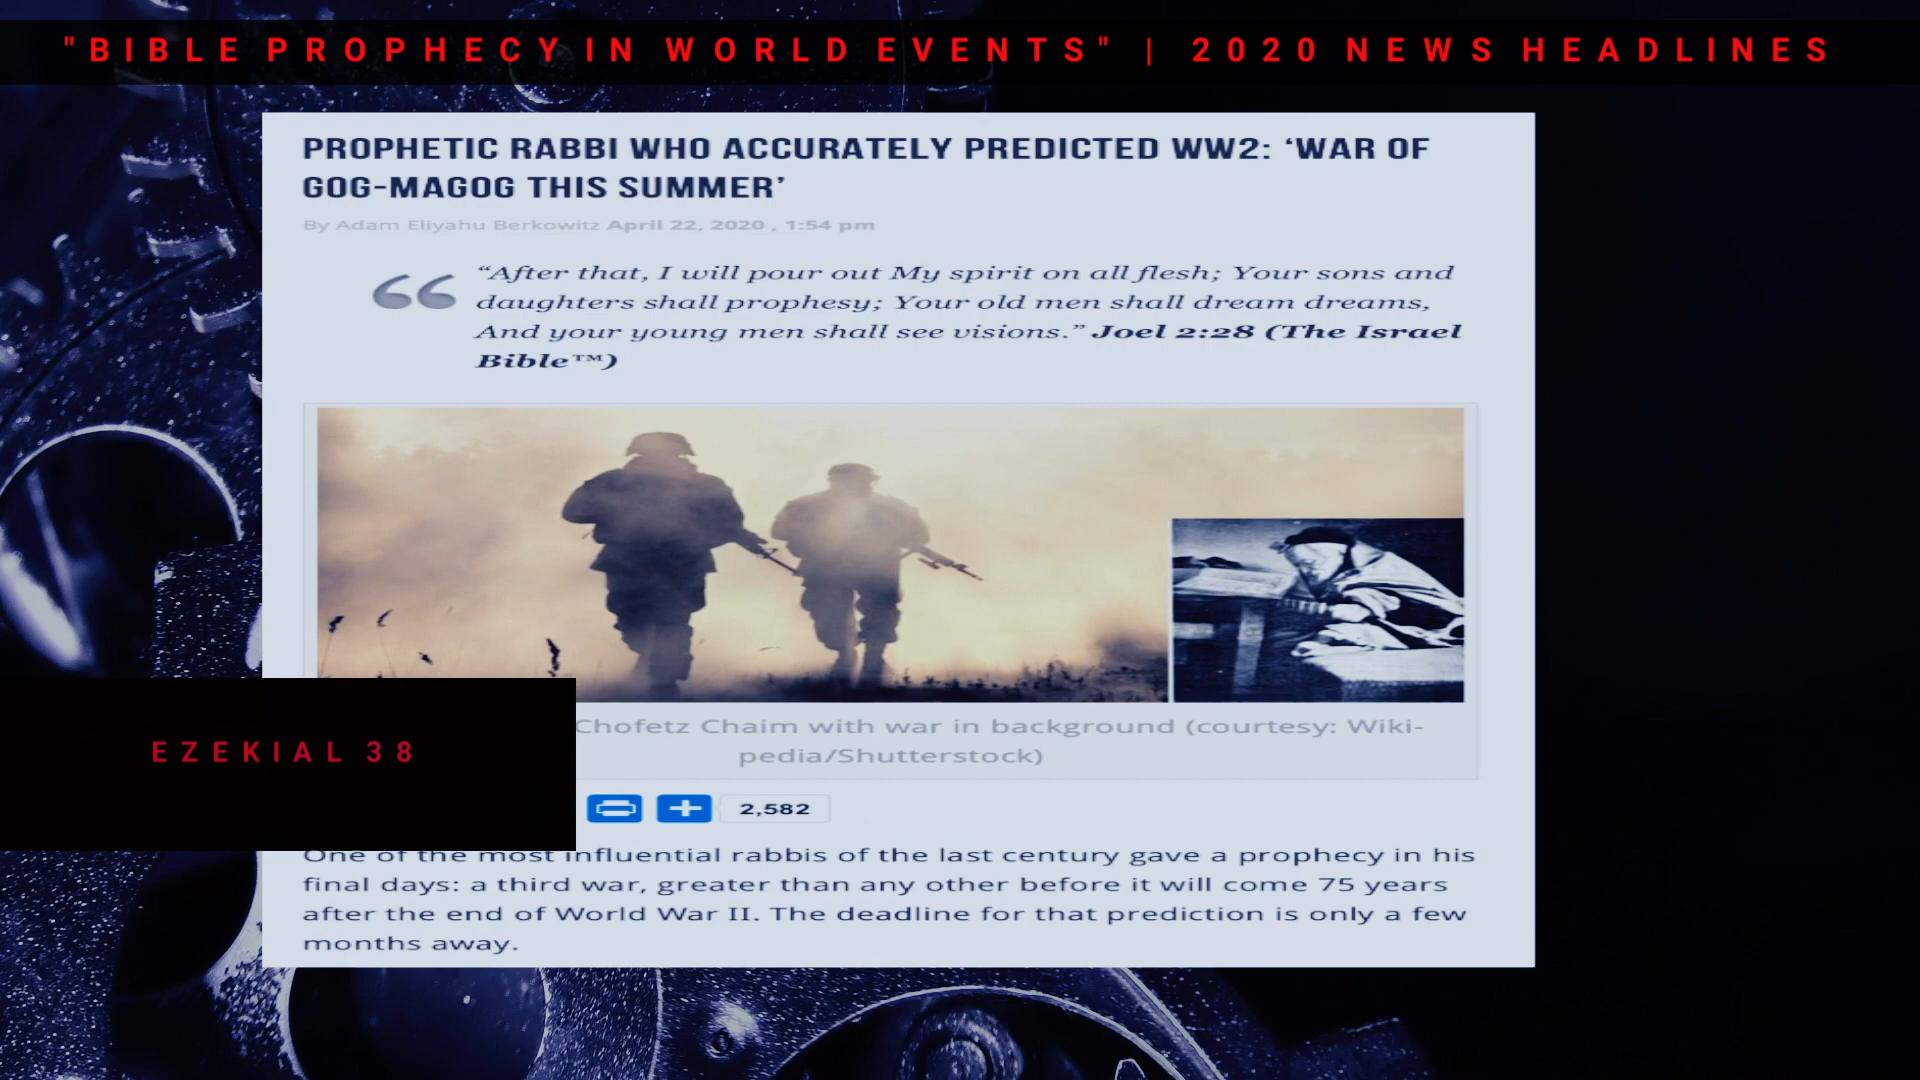 "BIBLE PROPHECY IN WORLD EVENTS" | 2020 NEWS HEADLINES
PROPHETIC RABBI WHO ACCURATELY PREDICTED WW2: ‘WAR OF
GOG-MAGOG THIS SUMMER’
By Adam Eliyahu Berkowitz April 22, 2020 , 1:54 pm
“After that, I will pour out My spirit on all flesh; Your sons and
daughters shall prophesy; Your old men shall dream dreams,
And your young men shall see visions.” Joel 2:28 (The Israel
Bible™)
Chofetz Chaim with war in background (courtesy: Wiki-
pedia/Shutterstock)
EZEKIAL 38
2,582
One of the most influential rabbis of the last century gave a prophecy in his
final days: a third war, greater than any other before it will come 75 years
after the end of World War II. The deadline for that prediction is only a few
months away.